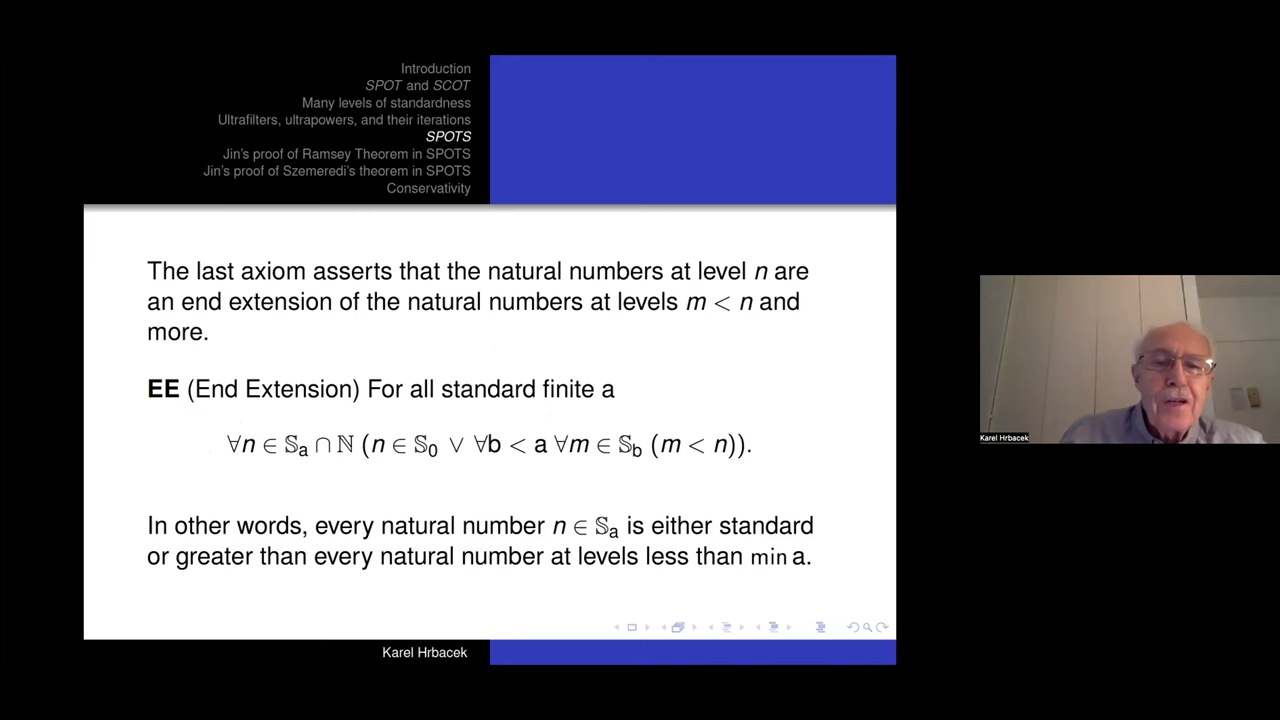 Introduction
SPOT and SCOT
Many levels of standardness
Ultrafilters, ultrapowers, and their iterations
SPOTS
Jin's proof of Ramsey Theorem in SPOTS
Jin's proof of Szemeredi's theorem in SPOTS
Conservativity
The last axiom asserts that the natural numbers at level n are
an end extension of the natural numbers at levels m < n and
more.
EE (End Extension) For all standard finite a
∀n ∈ 𝕊ₐ ∩ ℕ (n ∈ 𝕊₀ ∨ ∀b < a ∀m ∈ 𝕊_b (m < n)).
In other words, every natural number n ∈ 𝕊ₐ is either standard
or greater than every natural number at levels less than min a.
Karel Hrbacek
Karel Hrbacek